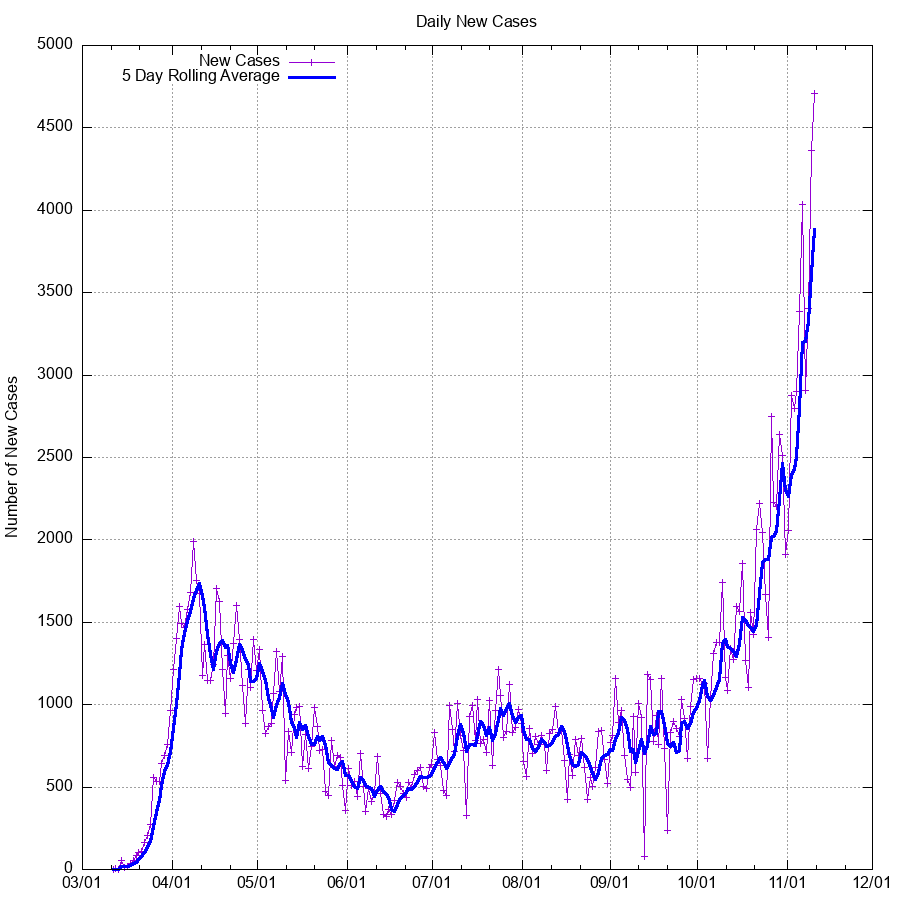 Daily New Cases
New Cases
5 Day Rolling Average
Number of New Cases
5000
4500
4000
3500
3000
2500
2000
1500
1000
500
0
03/01 04/01 05/01 06/01 07/01 08/01 09/01 10/01 11/01 12/01